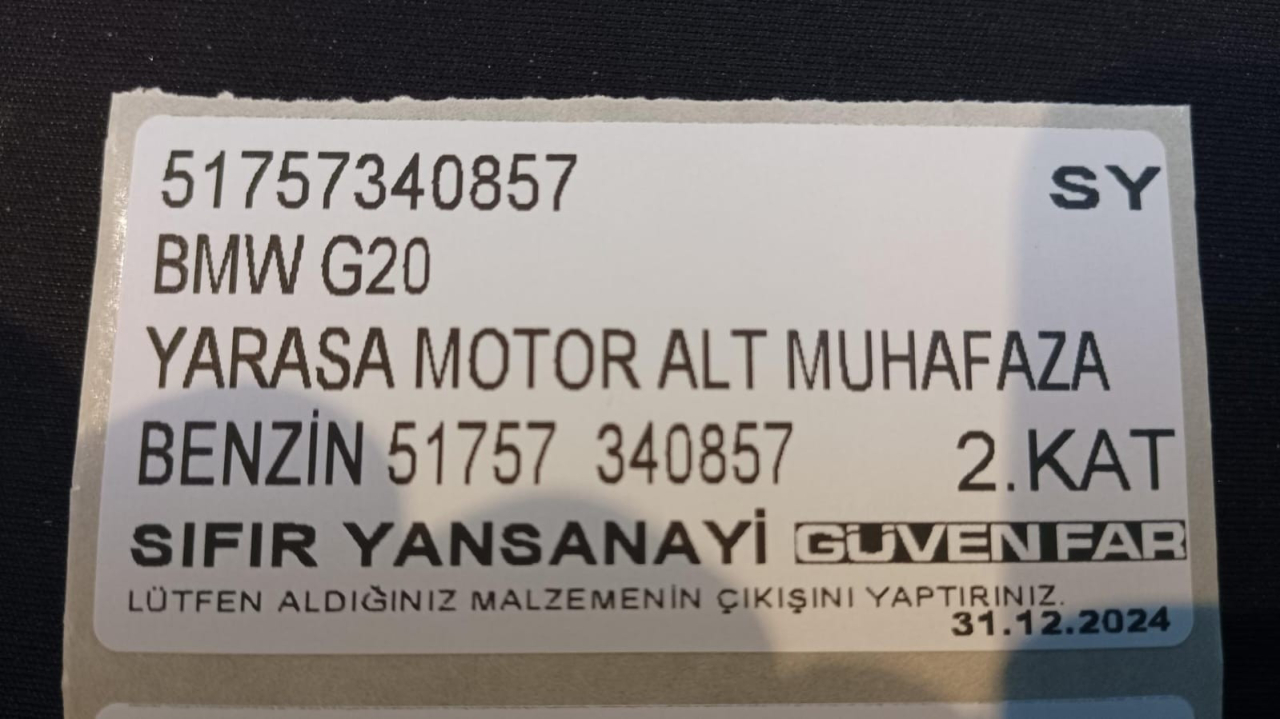 51757340857 SY
BMW G20
YARASA MOTOR ALT MUHAFAZA
BENZİN 51757 340857 2.KAT
SIFIR YANSANAYİ GÜVEN FAR
LÜTFEN ALDIĞINIZ MALZEMENİN ÇIKIŞINI YAPTIRINIZ.
31.12.2024